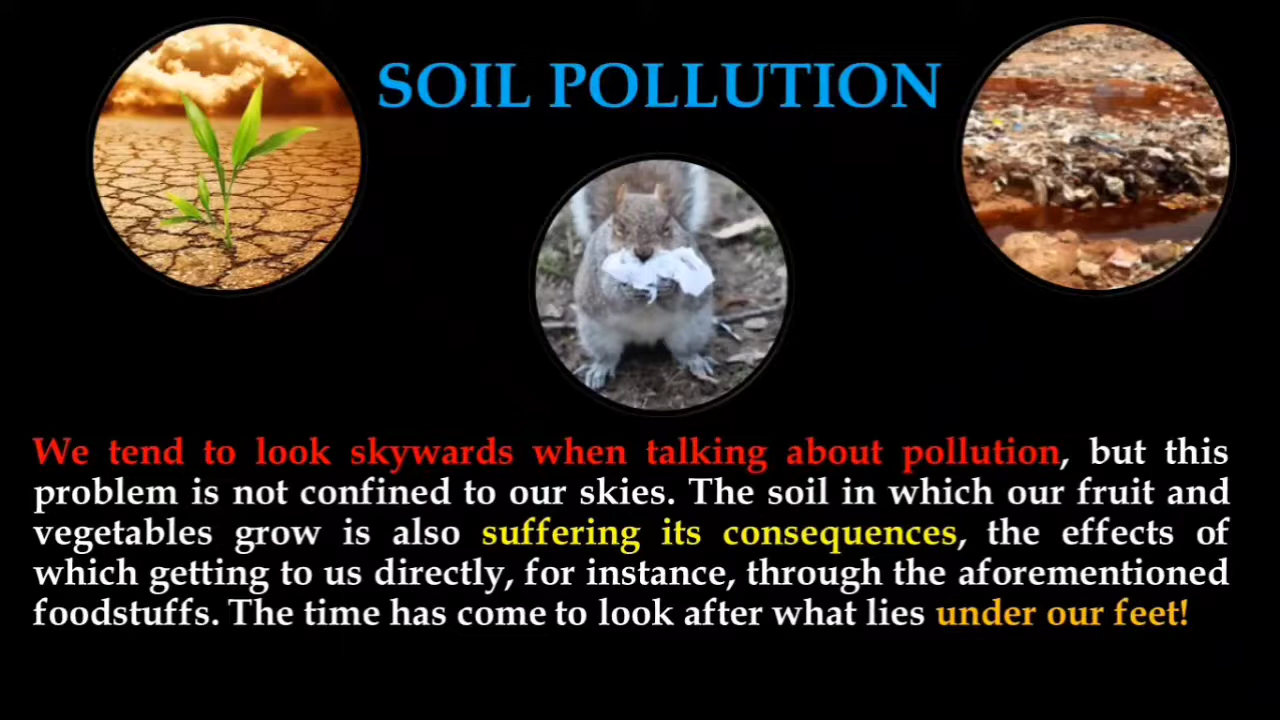 SOIL POLLUTION
We tend to look skywards when talking about pollution, but this
problem is not confined to our skies. The soil in which our fruit and
vegetables grow is also suffering its consequences, the effects of
which getting to us directly, for instance, through the aforementioned
foodstuffs. The time has come to look after what lies under our feet!